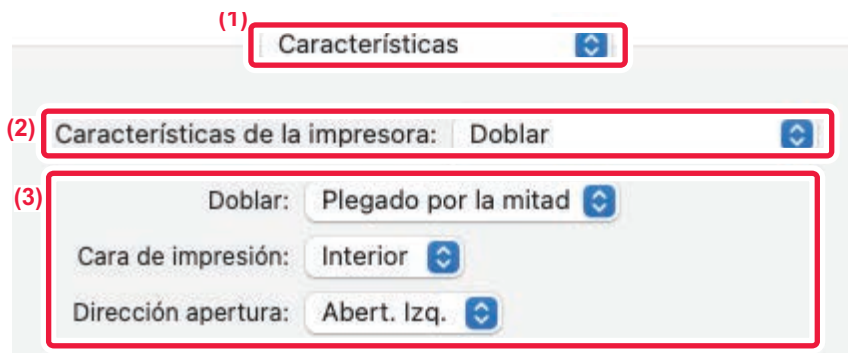 (1)
Características
(2) Características de la impresora: Doblar
(3) Doblar: Plegado por la mitad
Cara de impresión: Interior
Dirección apertura: Abert. Izq.